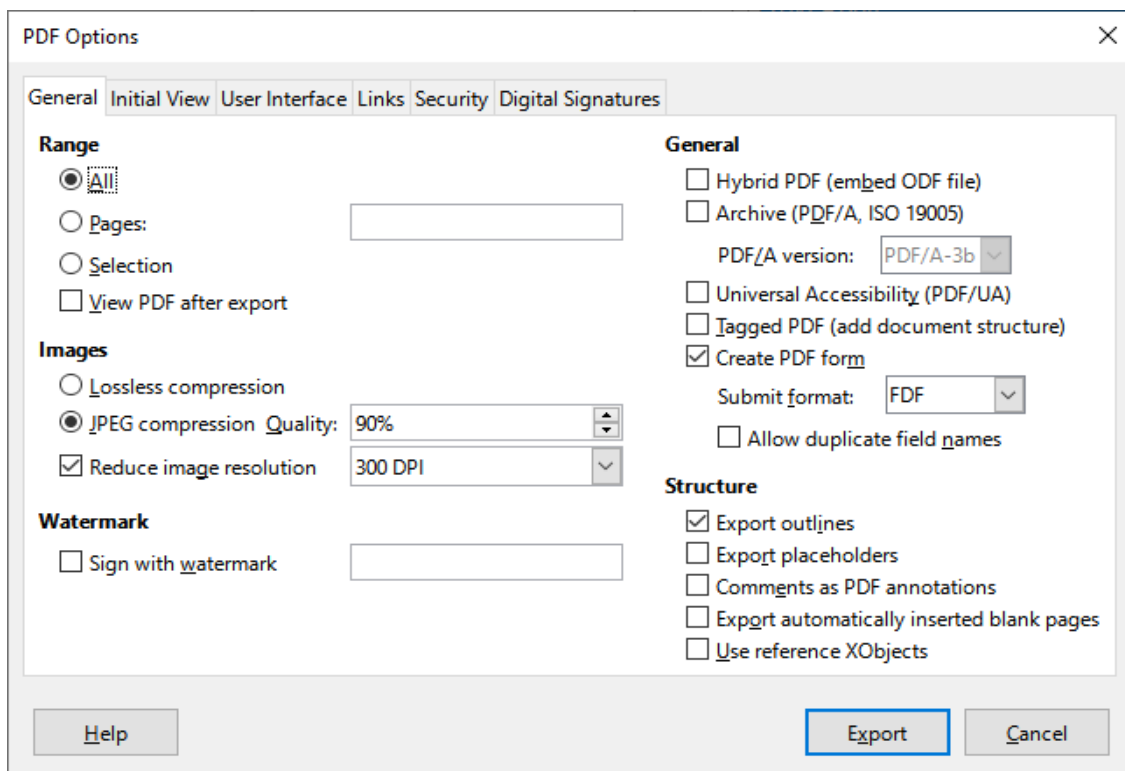 PDF Options
General Initial View User Interface Links Security Digital Signatures
Range
All
Pages:
Selection
View PDF after export
Images
Lossless compression
JPEG compression Quality: 90%
Reduce image resolution 300 DPI
Watermark
Sign with watermark
General
Hybrid PDF (embed ODF file)
Archive (PDF/A, ISO 19005)
PDF/A version: PDF/A-3b
Universal Accessibility (PDF/UA)
Tagged PDF (add document structure)
Create PDF form
Submit format: FDF
Allow duplicate field names
Structure
Export outlines
Export placeholders
Comments as PDF annotations
Export automatically inserted blank pages
Use reference XObjects
Help Export Cancel